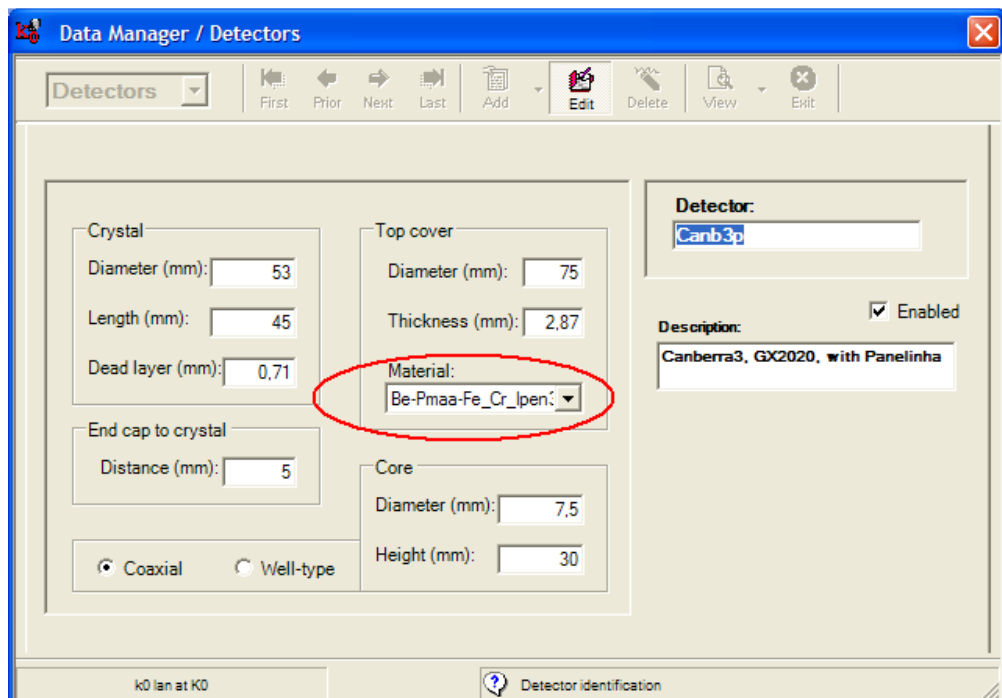 Data Manager / Detectors
Detectors
First Prior Next Last Add Edit Delete View Exit
Crystal
Diameter (mm): 53
Length (mm): 45
Dead layer (mm): 0,71
End cap to crystal
Distance (mm): 5
Coaxial Well-type
Top cover
Diameter (mm): 75
Thickness (mm): 2,87
Material:
Be-Pmaa-Fe_Cr_Ipen3
Core
Diameter (mm): 7,5
Height (mm): 30
Detector:
Canb3p
Enabled
Description:
Canberra3, GX2020, with Panelinha
k0 lan at K0
Detector identification